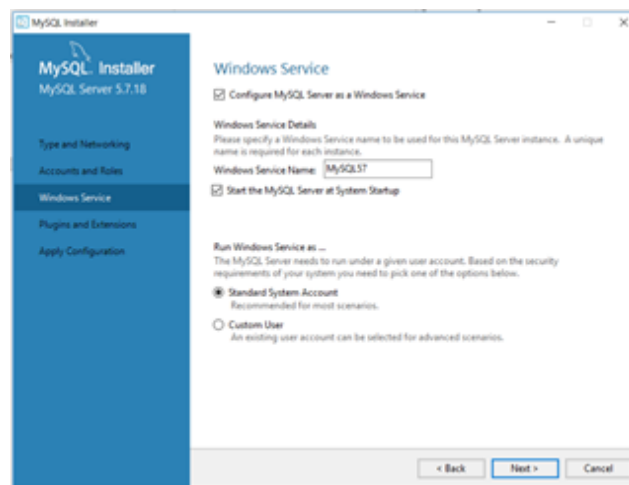 MySQL Installer
MySQL. Installer
MySQL Server 5.7.18
Type and Networking
Accounts and Roles
Windows Service
Plugins and Extensions
Apply Configuration
Windows Service
Configure MySQL Server as a Windows Service
Windows Service Details
Please specify a Windows Service name to be used for this MySQL Server instance. A unique
name is required for each instance.
Windows Service Name: MySQL57
Start the MySQL Server at System Startup
Run Windows Service as ...
The MySQL Server needs to run under a given user account. Based on the security
requirements of your system you need to pick one of the options below.
Standard System Account
Recommended for most scenarios.
Custom User
An existing user account can be selected for advanced scenarios.
< Back Next > Cancel